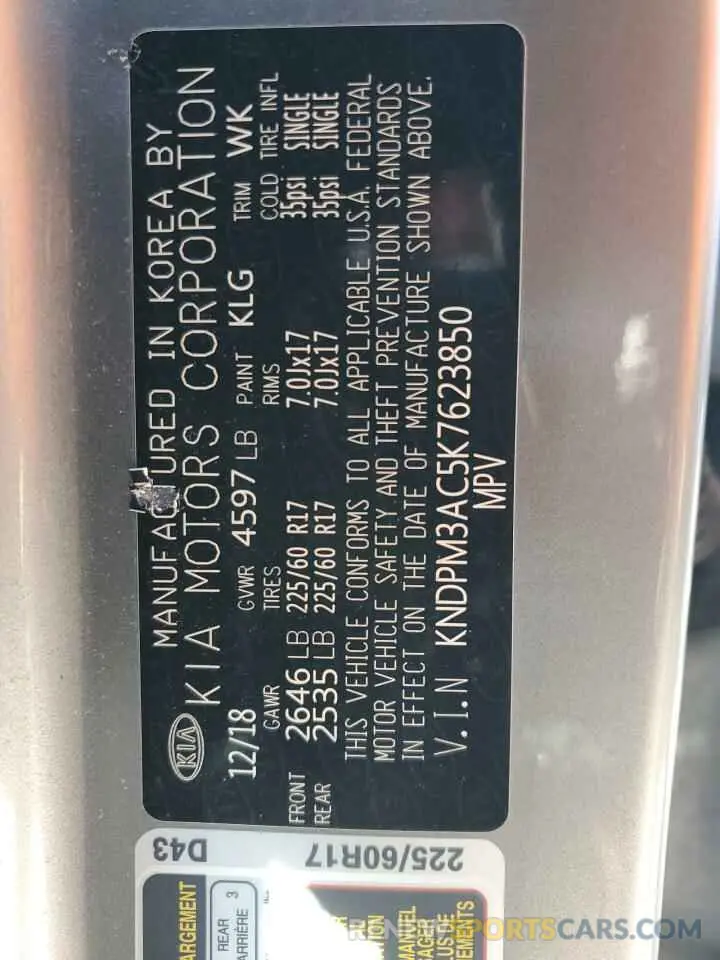 KIA
MANUFACTURED IN KOREA BY
KIA MOTORS CORPORATION
12/18 GVWR 4597 LB PAINT KLG TRIM WK
GAWR TIRES RIMS COLD TIRE INFL
FRONT 2646 LB 225/60 R17 7.0Jx17 35psi SINGLE
REAR 2535 LB 225/60 R17 7.0Jx17 35psi SINGLE
THIS VEHICLE CONFORMS TO ALL APPLICABLE U.S.A. FEDERAL
MOTOR VEHICLE SAFETY AND THEFT PREVENTION STANDARDS
IN EFFECT ON THE DATE OF MANUFACTURE SHOWN ABOVE.
V.I.N KNDPM3AC5K7623850
MPV
225/60R17 D43
REAR 3
ARRIÈRE
MANUEL